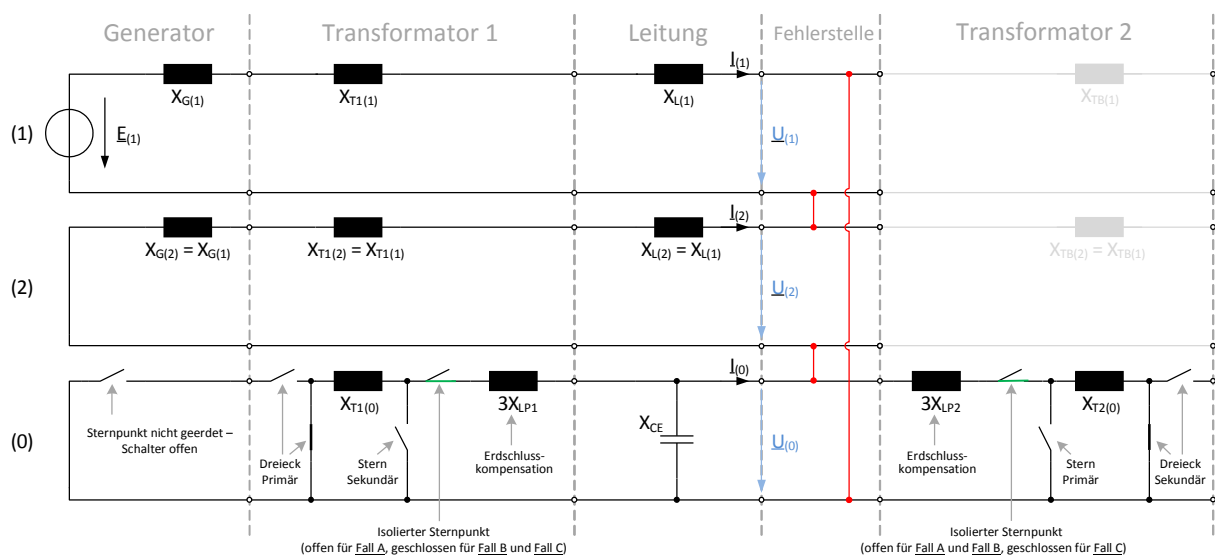 Generator
Transformator 1
Leitung
Fehlerstelle
Transformator 2
I(1)
XG(1)
XT1(1)
XL(1)
XTB(1)
(1)
E(1)
U(1)
I(2)
XG(2) = XG(1)
XT1(2) = XT1(1)
XL(2) = XL(1)
XTB(2) = XTB(1)
(2)
U(2)
I(0)
XT1(0)
3XLP1
XCE
3XLP2
XT2(0)
(0)
Sternpunkt nicht geerdet –
Schalter offen
Dreieck
Primär
Stern
Sekundär
Erdschluss-
kompensation
U(0)
Erdschluss-
kompensation
Stern
Primär
Dreieck
Sekundär
Isolierter Sternpunkt
(offen für Fall A, geschlossen für Fall B und Fall C)
Isolierter Sternpunkt
(offen für Fall A und Fall B, geschlossen für Fall C)